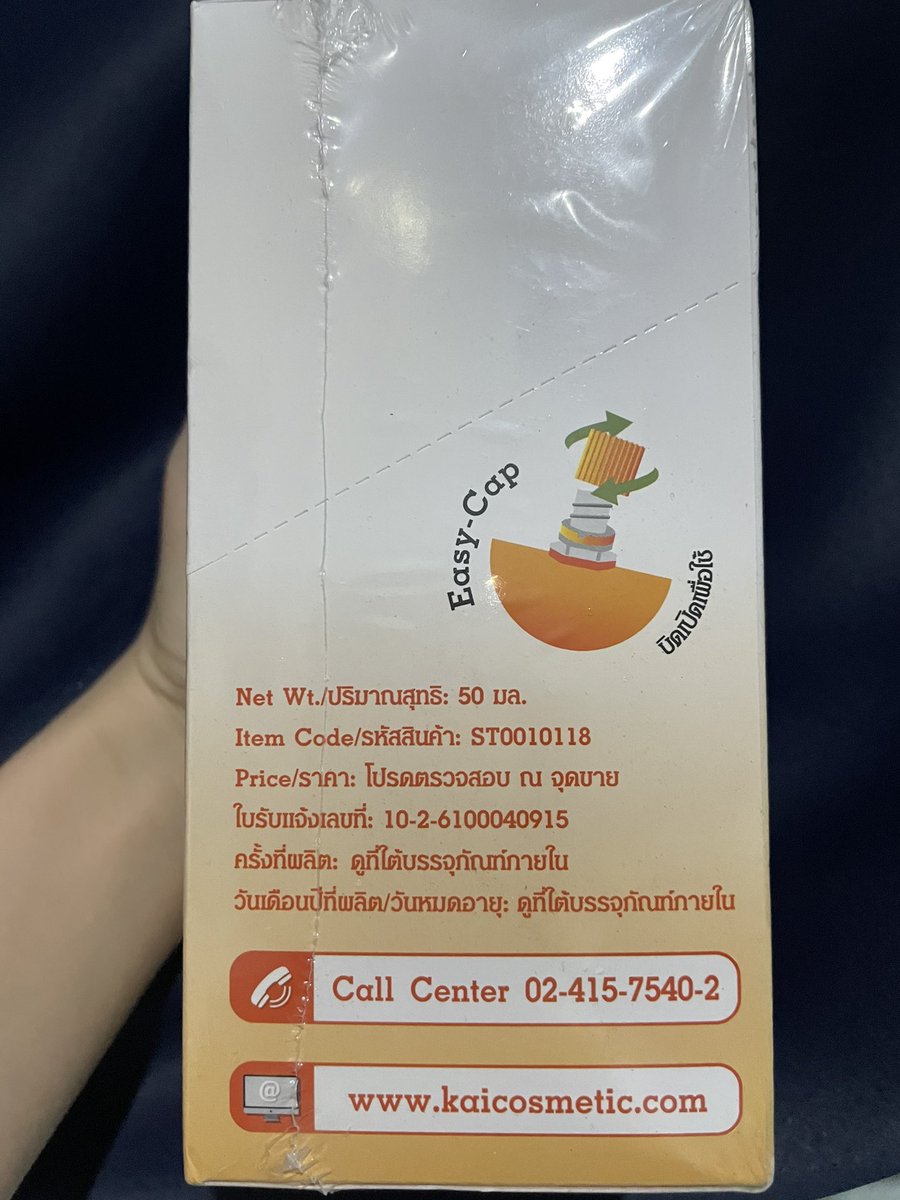 Easy-Cap
บิดเปิดเพื่อใช้
Net Wt./ปริมาณสุทธิ: 50 มล.
Item Code/รหัสสินค้า: ST0010118
Price/ราคา: โปรดตรวจสอบ ณ จุดขาย
ใบรับแจ้งเลขที่: 10-2-6100040915
ครั้งที่ผลิต: ดูที่ใต้บรรจุภัณฑ์ภายใน
วันเดือนปีที่ผลิต/วันหมดอายุ: ดูที่ใต้บรรจุภัณฑ์ภายใน
Call Center 02-415-7540-2
@
www.kaicosmetic.com